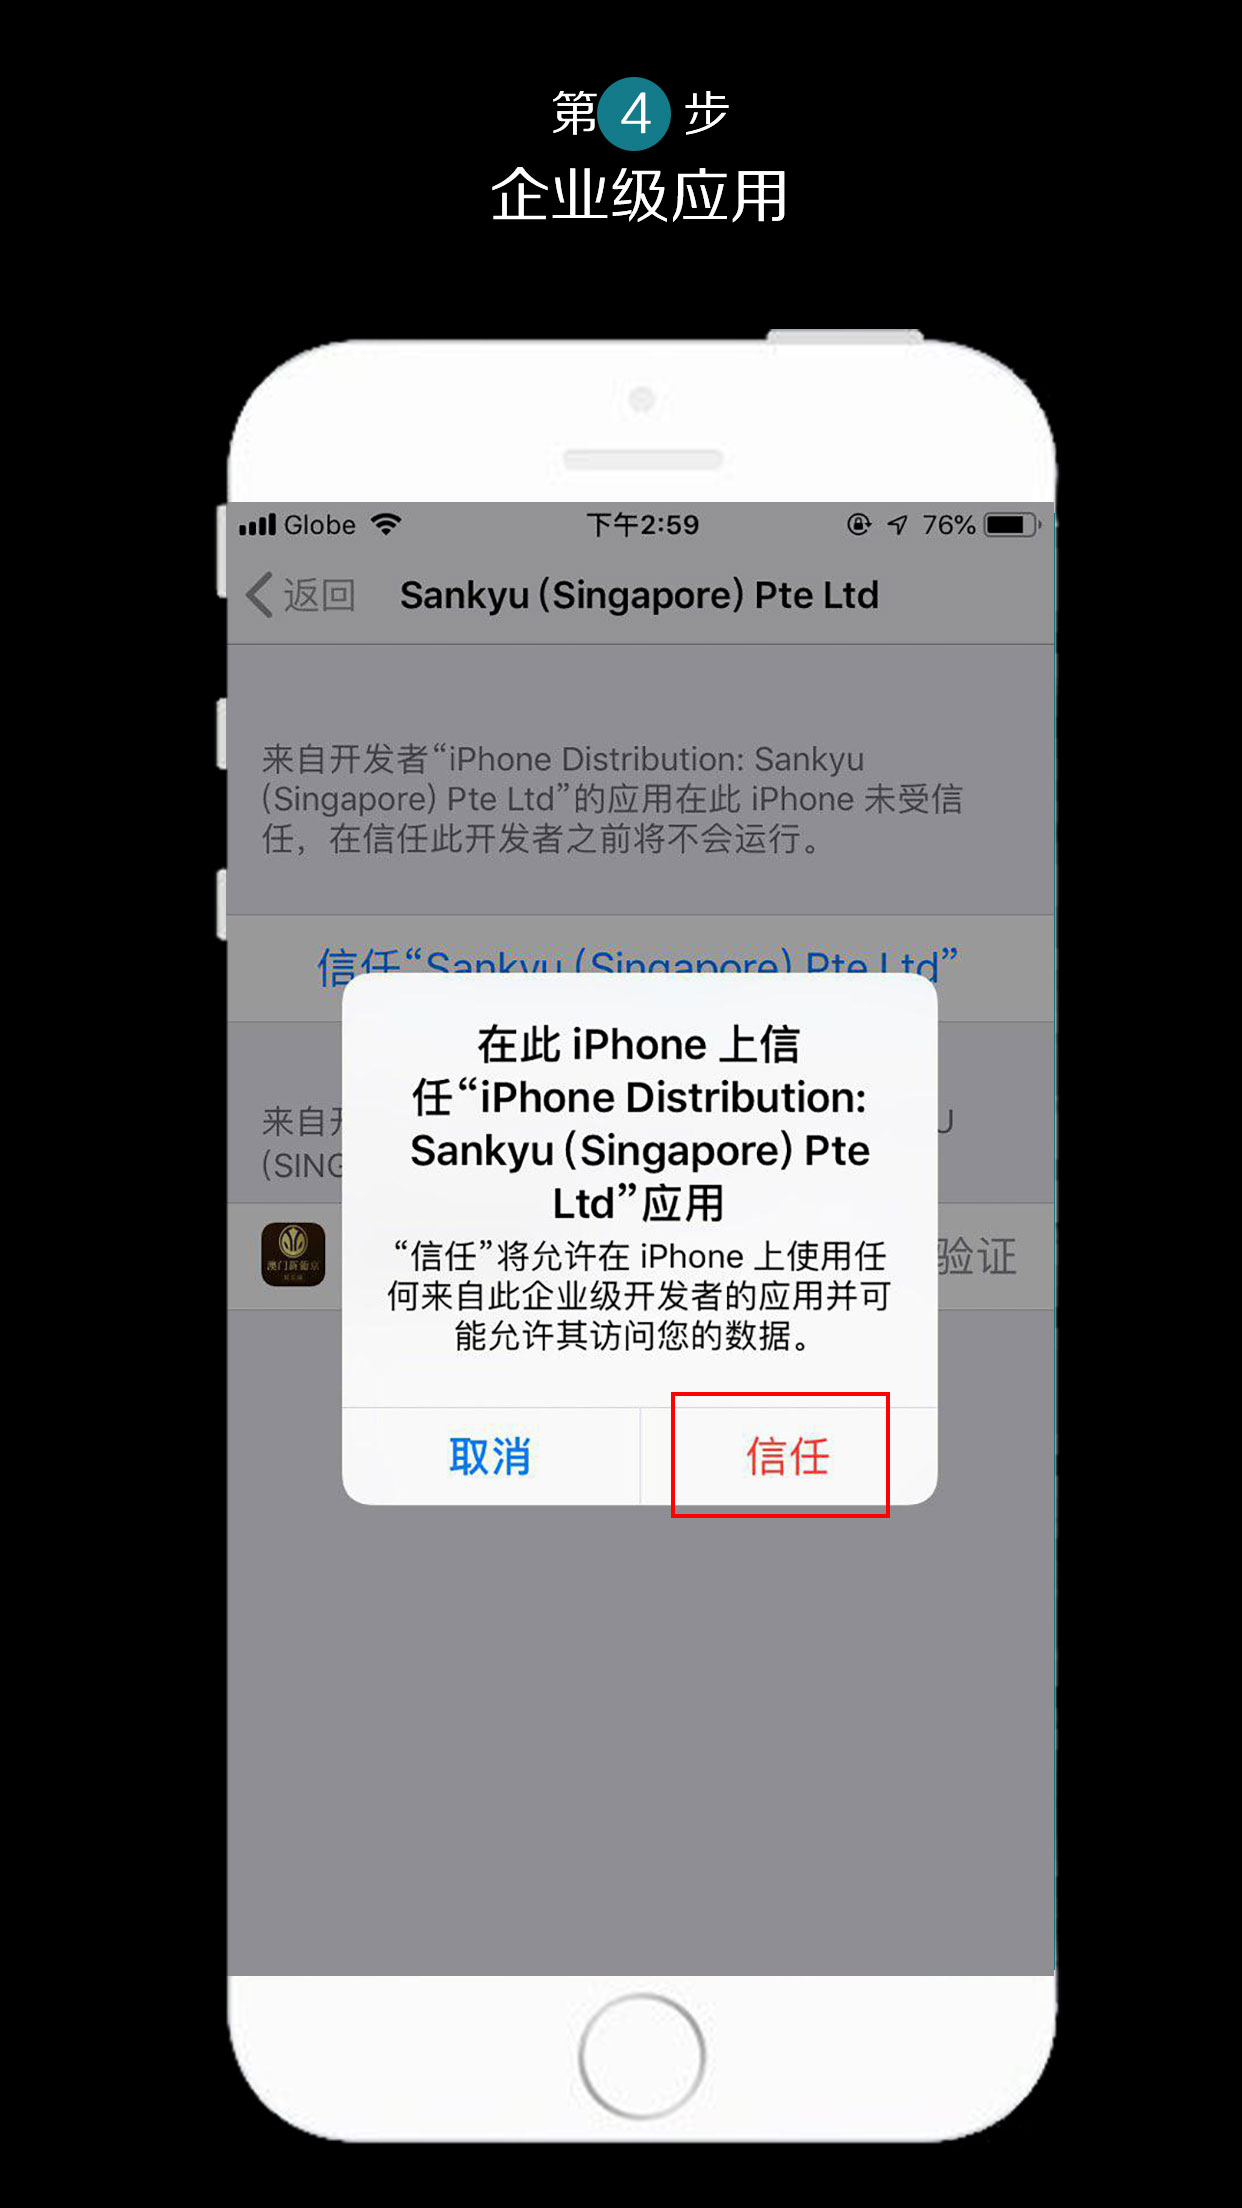 第 4 步
企业级应用
Globe 下午2:59 76%
返回 Sankyu (Singapore) Pte Ltd
来自开发者“iPhone Distribution: Sankyu
(Singapore) Pte Ltd”的应用在此 iPhone 未受信
任，在信任此开发者之前将不会运行。
信任“Sankyu (Singapore) Pte Ltd”
在此 iPhone 上信
任“iPhone Distribution:
Sankyu (Singapore) Pte
Ltd”应用
“信任”将允许在 iPhone 上使用任
何来自此企业级开发者的应用并可
能允许其访问您的数据。
取消 信任
来自开 U
(SING
澳门新葡京
验证